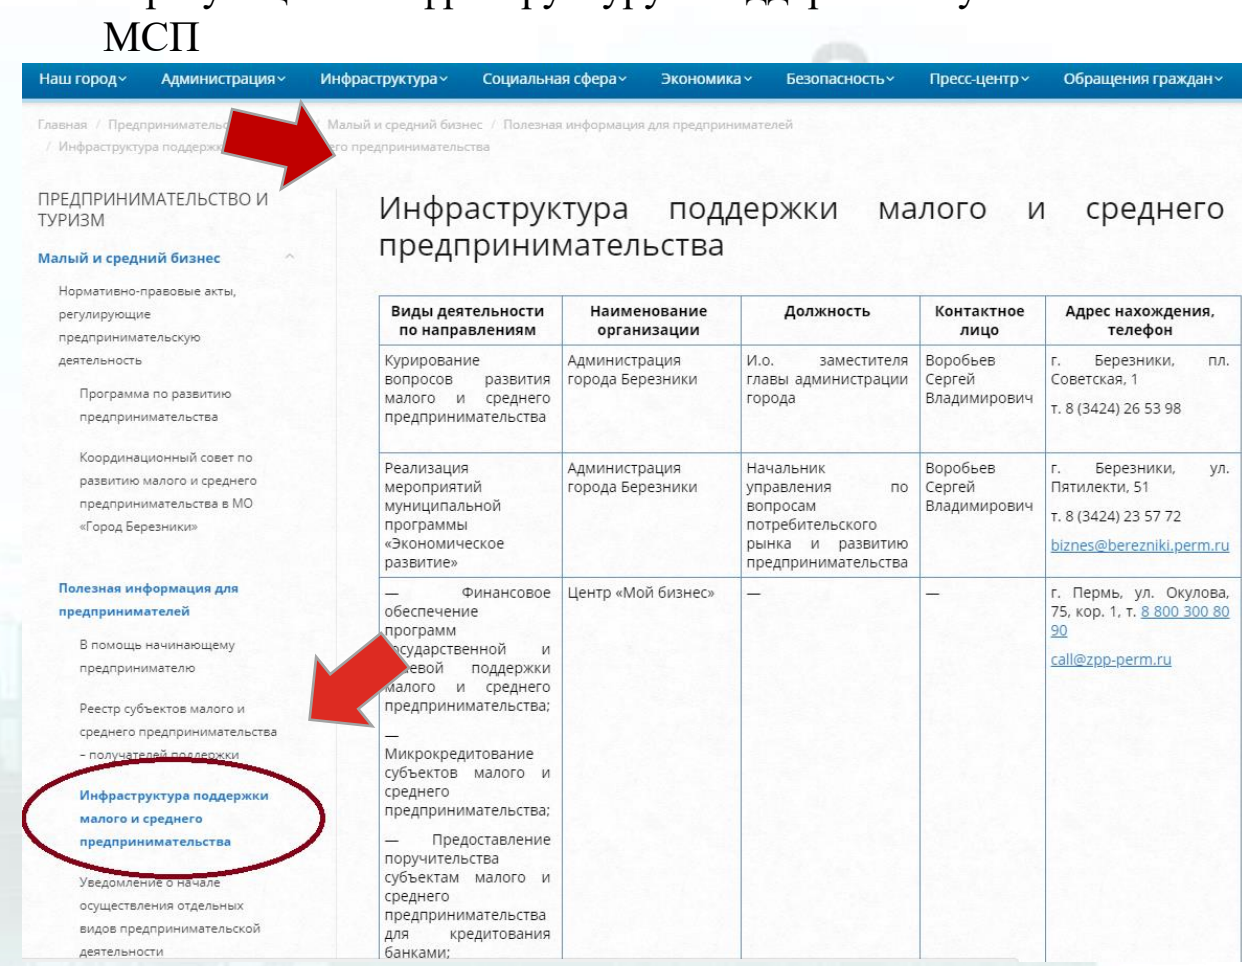 МСП
Наш город Администрация Инфраструктура Социальная сфера Экономика Безопасность Пресс-центр Обращения граждан
Главная / Малый и средний бизнес / Полезная информация для предпринимателей
/ Инфраструктура предпринимательства
ПРЕДПРИНИМАТЕЛЬСТВО И
ТУРИЗМ
Малый и средний бизнес
Нормативно-правовые акты,
регулирующие
предпринимательскую
деятельность
Программа по развитию
предпринимательства
Координационный совет по
развитию малого и среднего
предпринимательства в МО
«Город Березники»
Полезная информация для
предпринимателей
В помощь начинающему
предпринимателю
Реестр субъектов малого и
среднего предпринимательства
– получателей поддержки
Инфраструктура поддержки
малого и среднего
предпринимательства
Уведомление о начале
осуществления отдельных
видов предпринимательской
деятельности
Инфраструктура поддержки малого и среднего
предпринимательства
Виды деятельности
по направлениям
Наименование
организации
Должность
Контактное
лицо
Адрес нахождения,
телефон
Курирование
вопросов развития
малого и среднего
предпринимательства
Администрация
города Березники
И.о. заместителя
главы администрации
города
Воробьев
Сергей
Владимирович
г. Березники, пл.
Советская, 1
т. 8 (3424) 26 53 98
Реализация
мероприятий
муниципальной
программы
«Экономическое
развитие»
Администрация
города Березники
Начальник
управления по
вопросам
потребительского
рынка и развитию
предпринимательства
Воробьев
Сергей
Владимирович
г. Березники, ул.
Пятилекти, 51
т. 8 (3424) 23 57 72
biznes@berezniki.perm.ru
— Финансовое
обеспечение
программ
государственной и
поддержки
малого и среднего
предпринимательства;
—
Микрокредитование
субъектов малого и
среднего
предпринимательства;
— Предоставление
поручительства
субъектам малого и
среднего
предпринимательства
для кредитования
банками;
Центр «Мой бизнес»
—
—
г. Пермь, ул. Окулова,
75, кор. 1, т. 8 800 300 80
90
call@zpp-perm.ru